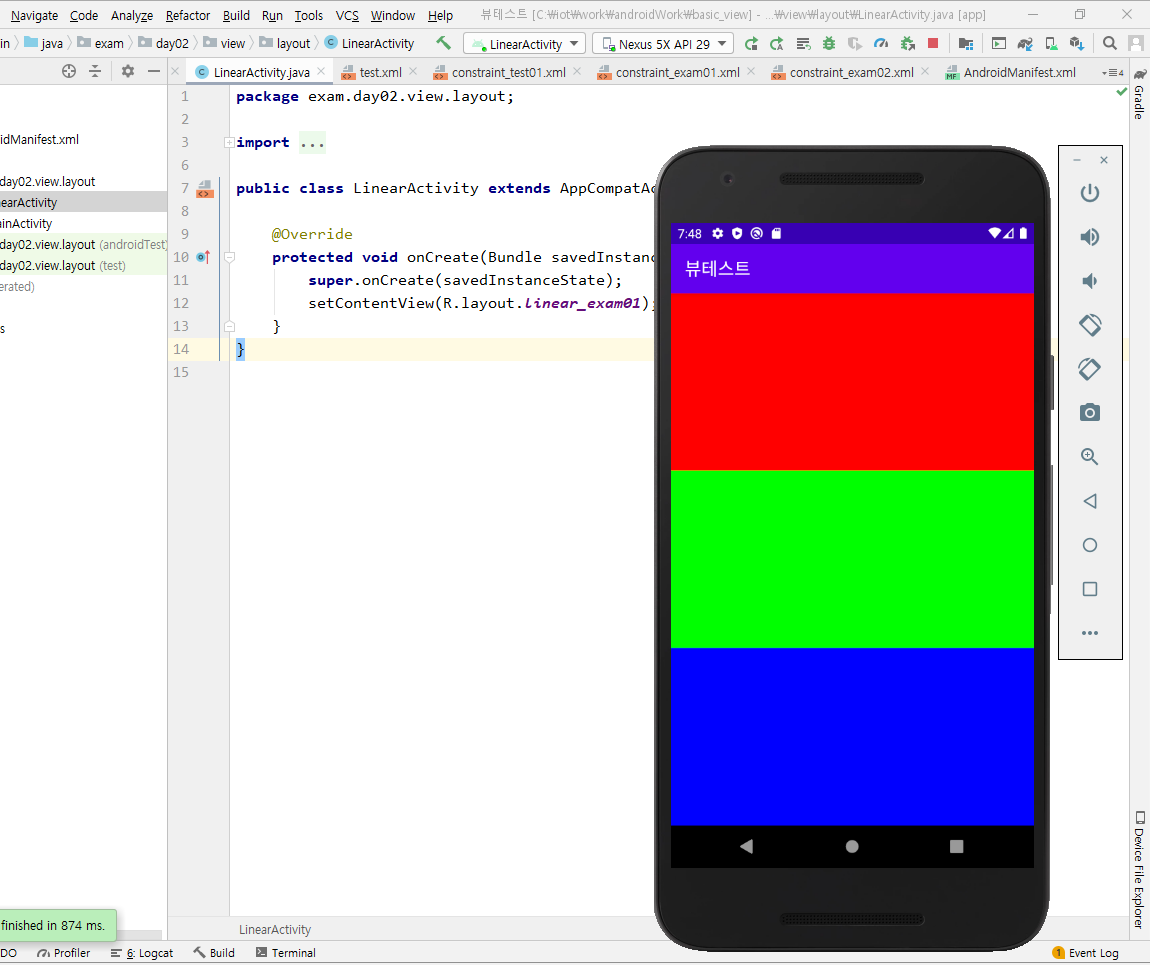 Navigate Code Analyze Refactor Build Run Tools VCS Window Help 뷰테스트 [C:₩iot₩work₩androidWork₩basic_view] - ...₩view₩layout₩LinearActivity.java [app]
in java exam day02 view layout LinearActivity LinearActivity Nexus 5X API 29
LinearActivity.java test.xml constraint_test01.xml constraint_exam01.xml constraint_exam02.xml AndroidManifest.xml 4
Gradle
idManifest.xml
day02.view.layout
nearActivity
ainActivity
day02.view.layout (androidTest)
day02.view.layout (test)
erated)
s
1 package exam.day02.view.layout;
2
3 import ...
6
7 public class LinearActivity extends AppCompatAc
8
9 @Override
10 protected void onCreate(Bundle savedInstanc
11 super.onCreate(savedInstanceState);
12 setContentView(R.layout.linear_exam01);
13 }
14 }
15
7:48
뷰테스트
Device File Explorer
finished in 874 ms.
LinearActivity
DO Profiler 6: Logcat Build Terminal 1 Event Log